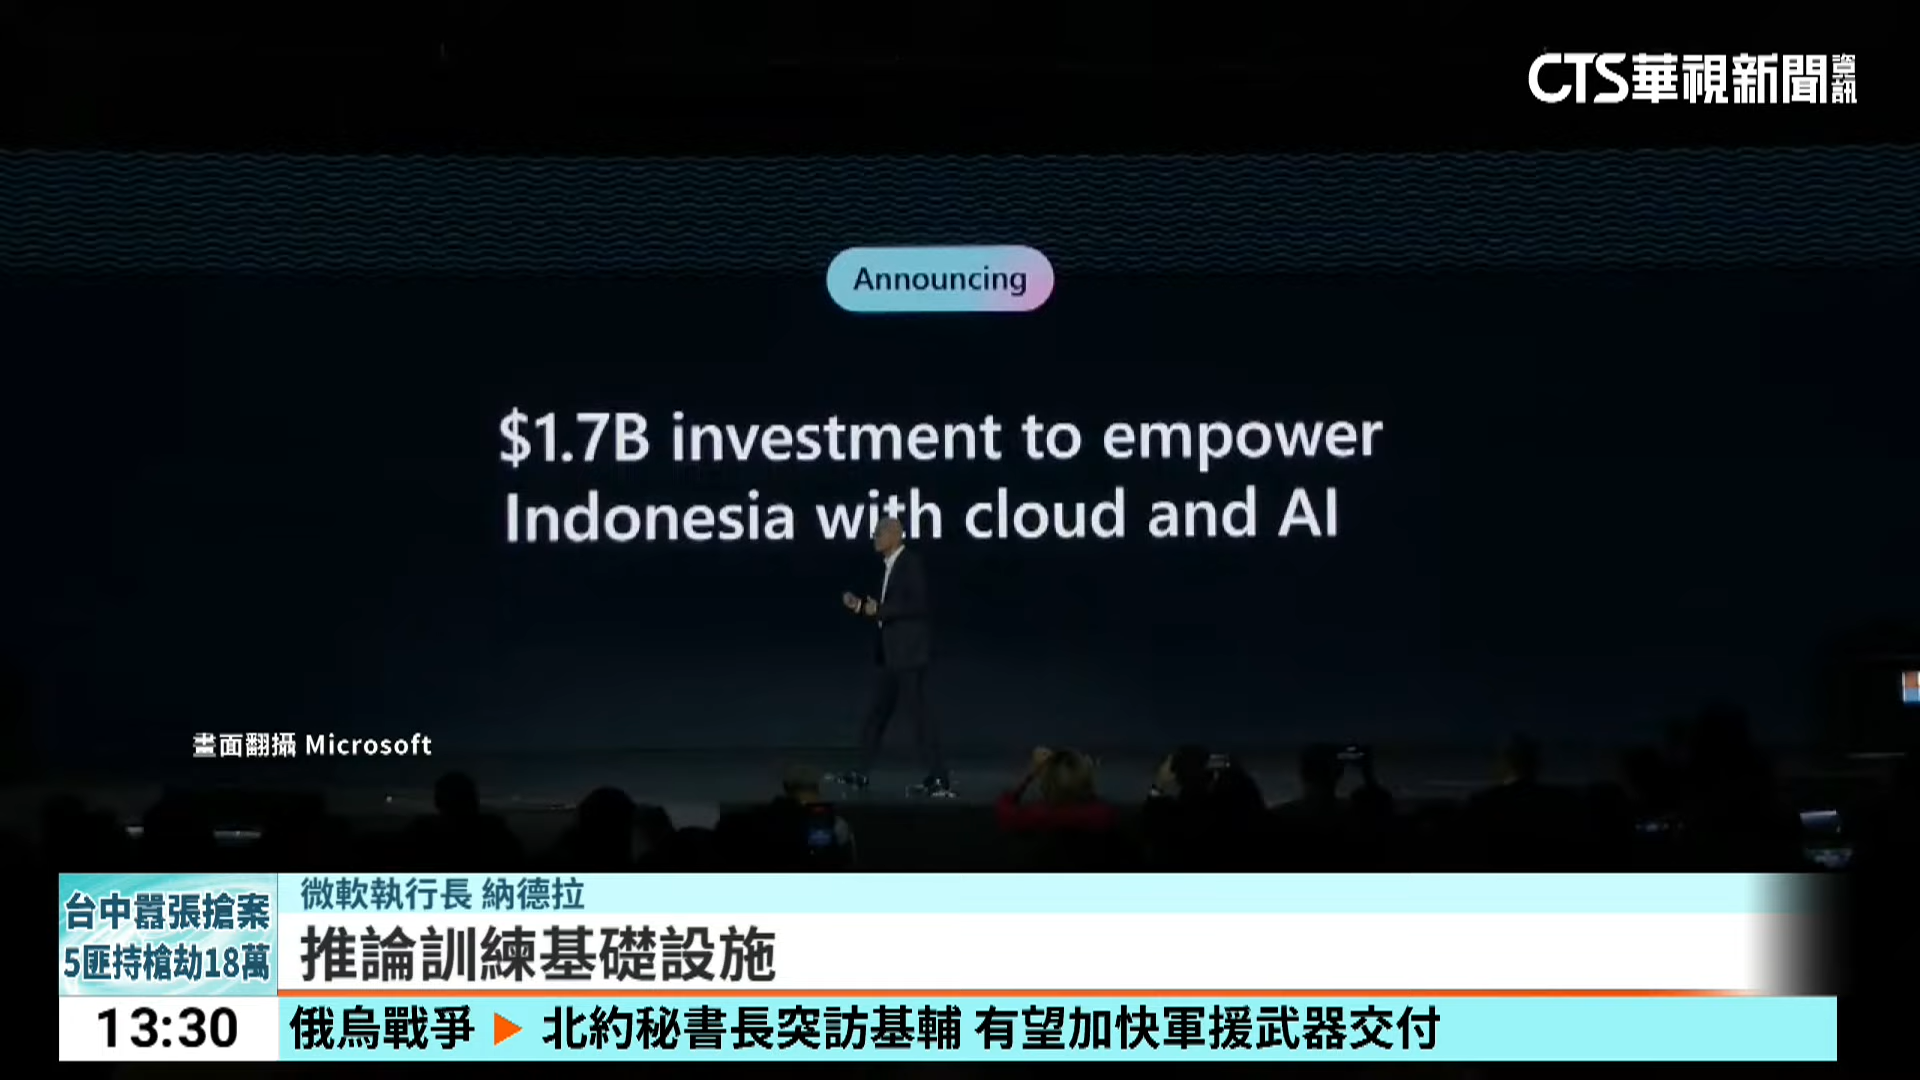 CTS華視新聞資訊
Announcing
$1.7B investment to empower
Indonesia with cloud and AI
畫面翻攝 Microsoft
台中囂張搶案
5匪持槍劫18萬
微軟執行長 納德拉
推論訓練基礎設施
13:30
俄烏戰爭 ▶ 北約秘書長突訪基輔 有望加快軍援武器交付